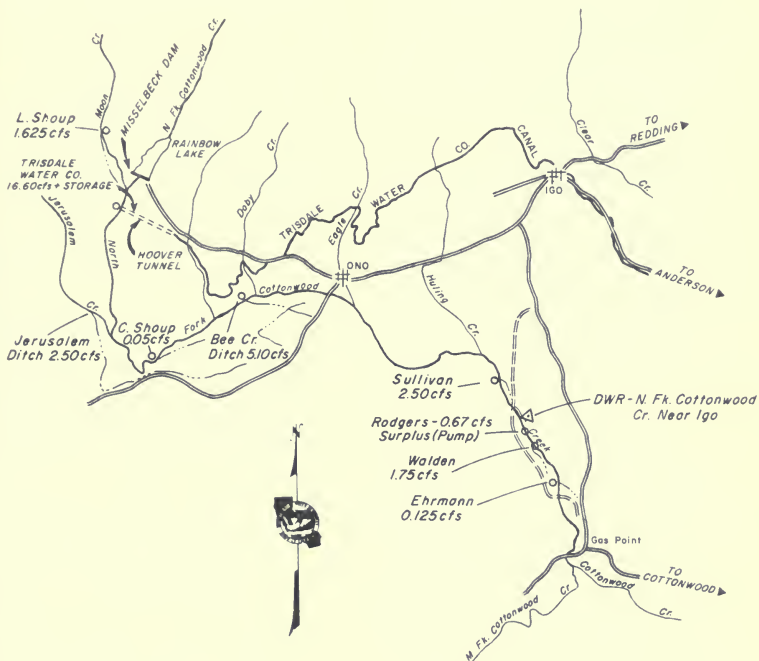 Cr.
Moon
MISSELBECK DAM
N. Fk. Cottonwood
Cr.
L. Shoup
1.625 cfs
RAINBOW
LAKE
TRISDALE
WATER CO.
16.60cfs + STORAGE
Jerusalem
Cr.
HOOVER
TUNNEL
North
Fork
Cottonwood
Creek
Doby
Cr.
TRISDALE
WATER
CO.
CANAL
Eagle
Cr.
ONO
Huling
Cr.
IGO
Clear
Cr.
TO
REDDING
TO
ANDERSON
Jerusalem
Ditch 2.50cfs
C. Shoup
0.05cfs
Bee Cr.
Ditch 5.10cfs
Sullivan
2.50cfs
DWR - N. Fk. Cottonwood
Cr. Near Igo
Rodgers - 0.67 cfs
Surplus (Pump)
Walden
1.75cfs
Ehrmann
0.125cfs
Gas Point
TO
COTTONWOOD
Cottonwood
Cr.
M. Fk. Cottonwood
Cr.